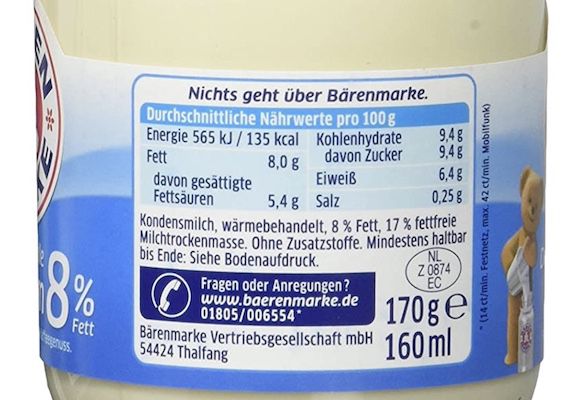 Nichts geht über Bärenmarke.
Durchschnittliche Nährwerte pro 100 g
Energie 565 kJ / 135 kcal
Fett 8,0 g
davon gesättigte
Fettsäuren 5,4 g
Kohlenhydrate 9,4 g
davon Zucker 9,4 g
Eiweiß 6,4 g
Salz 0,25 g
Kondensmilch, wärmebehandelt, 8 % Fett, 17 % fettfreie
Milchtrockenmasse. Ohne Zusatzstoffe. Mindestens haltbar
bis Ende: Siehe Bodenaufdruck.
Fragen oder Anregungen?
www.baerenmarke.de
01805/006554*
Bärenmarke Vertriebsgesellschaft mbH
54424 Thalfang
NL
Z 0874
EC
170 g e
160 ml
* (14 ct/min. Festnetz, max. 42 ct/min. Mobilfunk)
8%
Fett